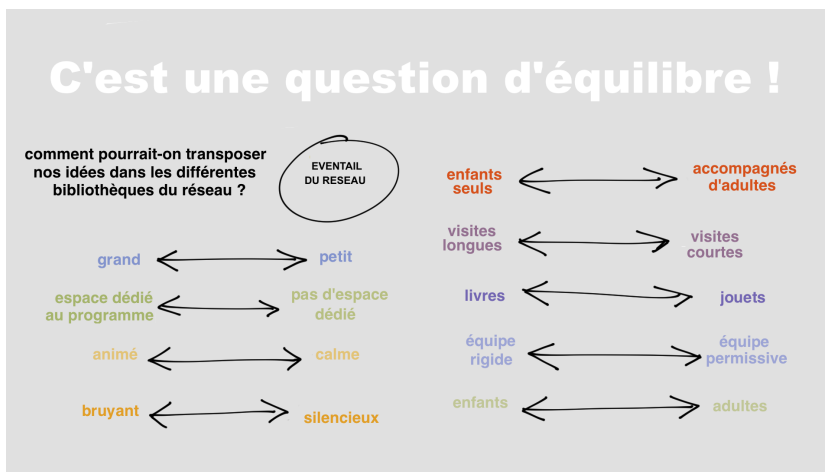 C'est une question d'équilibre !
comment pourrait-on transposer
nos idées dans les différentes
bibliothèques du réseau ?
EVENTAIL
DU RESEAU
grand
petit
espace dédié
au programme
pas d'espace
dédié
animé
calme
bruyant
silencieux
enfants
seuls
accompagnés
d'adultes
visites
longues
visites
courtes
livres
jouets
équipe
rigide
équipe
permissive
enfants
adultes